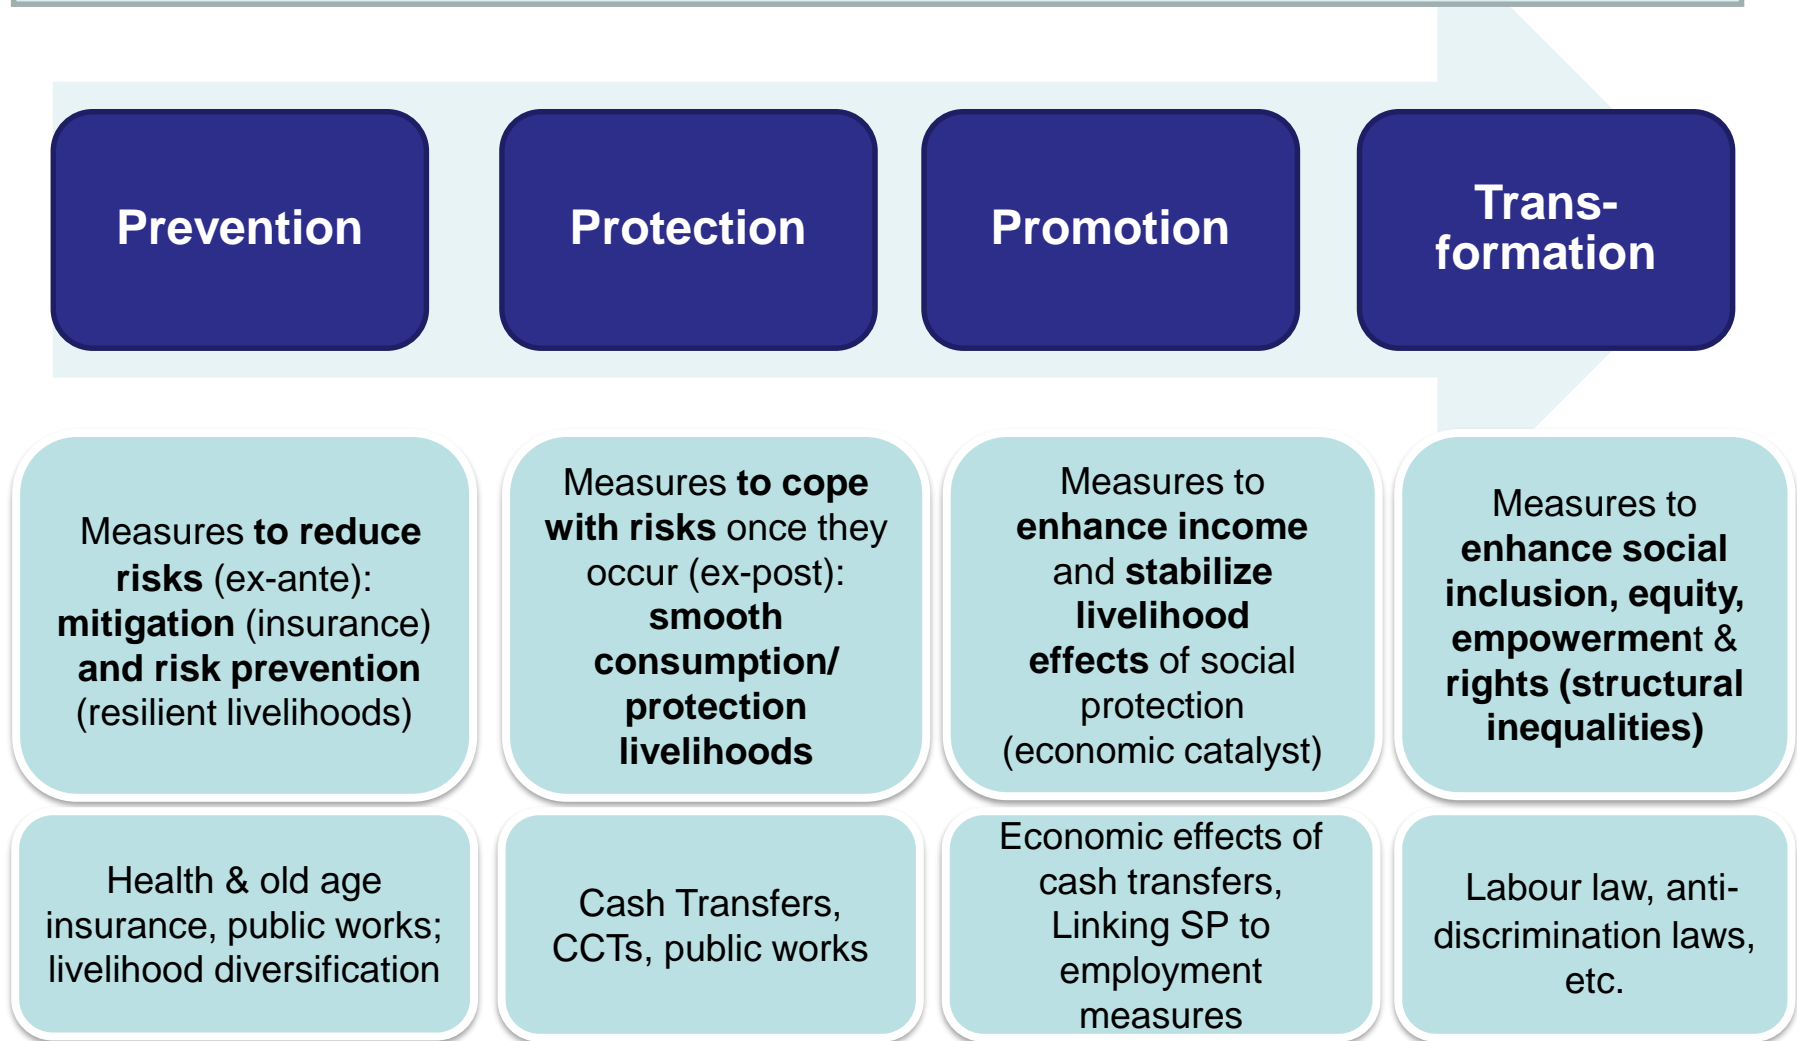 Prevention
Protection
Promotion
Trans-
formation
Measures to reduce
risks (ex-ante):
mitigation (insurance)
and risk prevention
(resilient livelihoods)
Measures to cope
with risks once they
occur (ex-post):
smooth
consumption/
protection
livelihoods
Measures to
enhance income
and stabilize
livelihood
effects of social
protection
(economic catalyst)
Measures to
enhance social
inclusion, equity,
empowerment &
rights (structural
inequalities)
Health & old age
insurance, public works;
livelihood diversification
Cash Transfers,
CCTs, public works
Economic effects of
cash transfers,
Linking SP to
employment
measures
Labour law, anti-
discrimination laws,
etc.